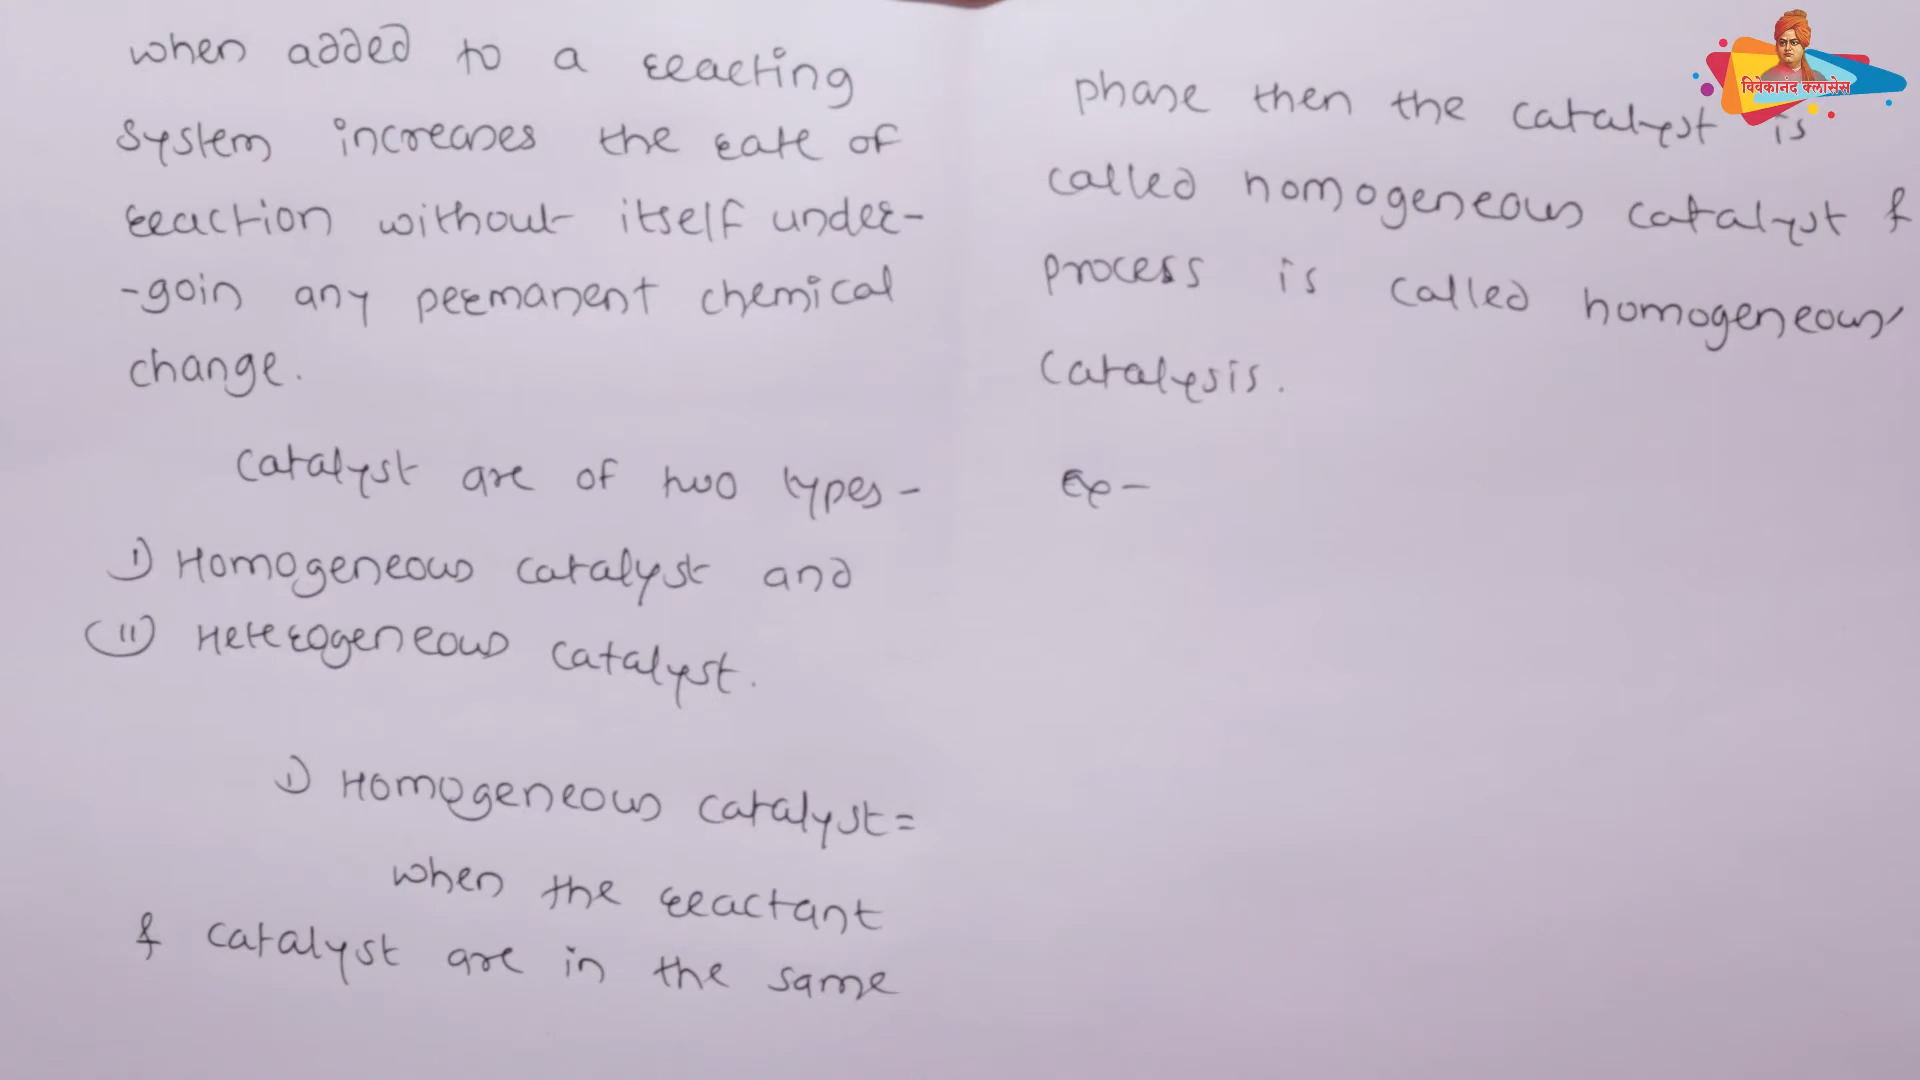 when added to a reacting
system increases the rate of
reaction without itself under-
-goin any permanent chemical
change.
catalyst are of two types-
i) Homogeneous catalyst and
(ii) Heterogeneous catalyst.
i) Homogeneous catalyst=
when the reactant
& catalyst are in the same
phase then the catalyst is
called homogeneous catalyst &
process is called homogeneous
catalysis.
Ex-
विवेकानंद क्लासेस